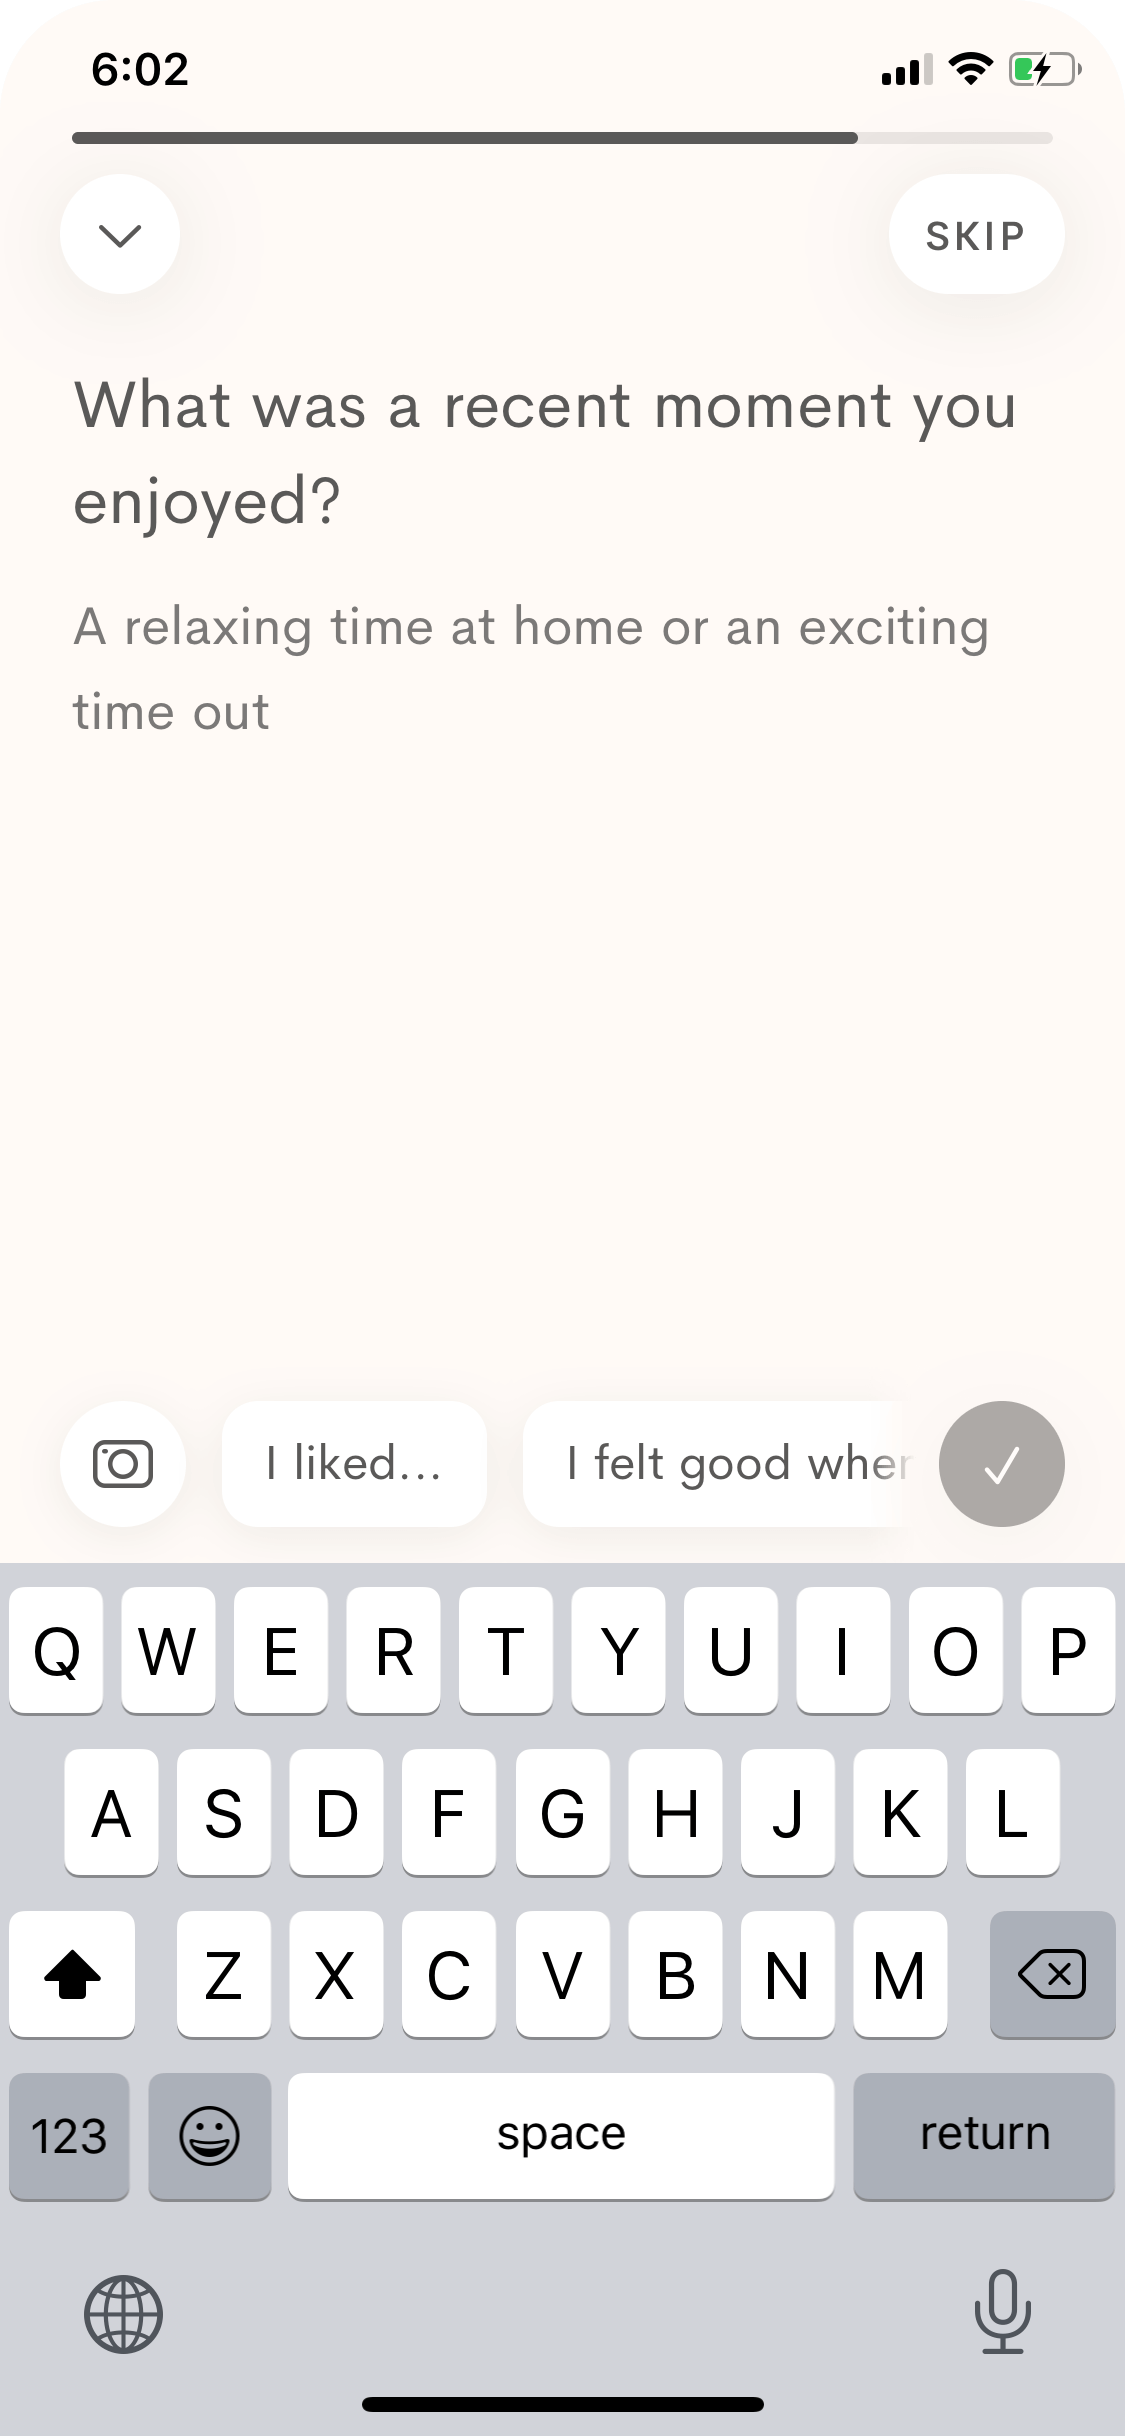 6:02
SKIP
What was a recent moment you
enjoyed?
A relaxing time at home or an exciting
time out
I liked...
I felt good
Q W E R T Y U I O P
A S D F G H J K L
Z X C V B N M
123 space return